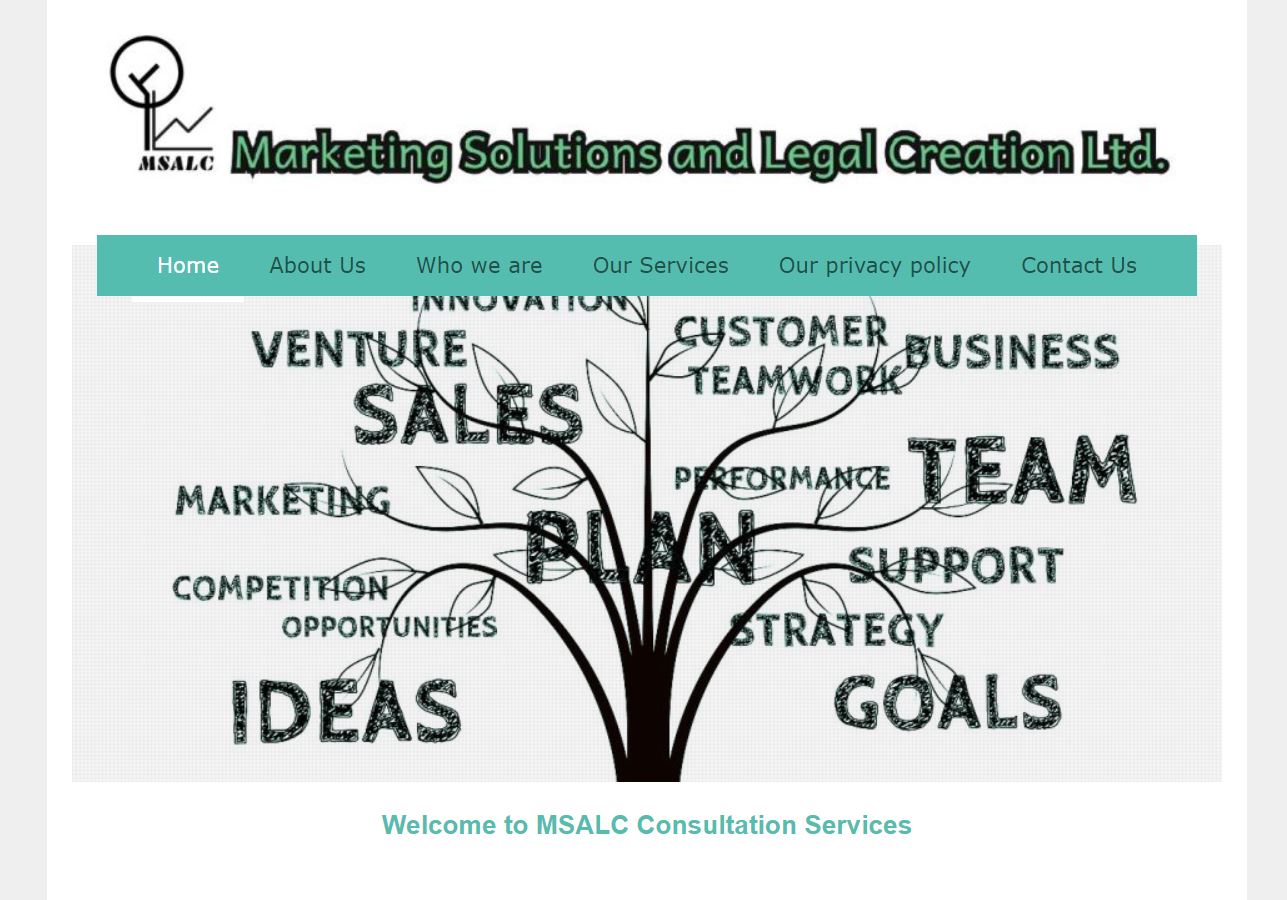 MSALC
Marketing Solutions and Legal Creation Ltd.
Home About Us Who we are Our Services Our privacy policy Contact Us
INNOVATION
VENTURE
CUSTOMER
BUSINESS
TEAMWORK
SALES
TEAM
PERFORMANCE
MARKETING
PLAN
SUPPORT
COMPETITION
OPPORTUNITIES
STRATEGY
IDEAS
GOALS
Welcome to MSALC Consultation Services